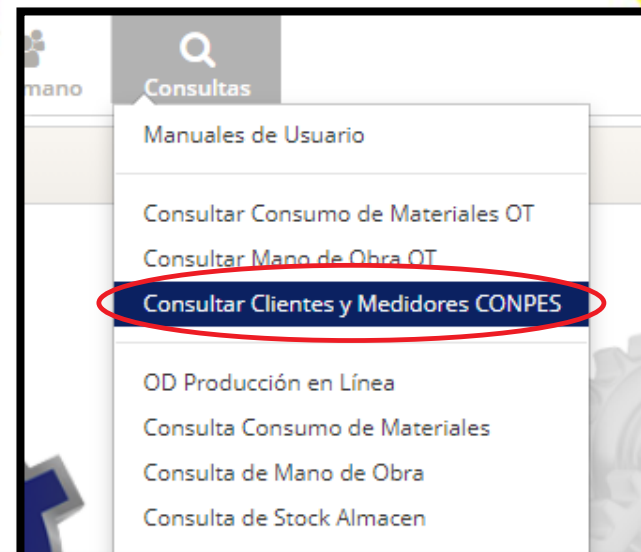 mano
Consultas
Manuales de Usuario
Consultar Consumo de Materiales OT
Consultar Mano de Obra OT
Consultar Clientes y Medidores CONPES
OD Producción en Línea
Consulta Consumo de Materiales
Consulta de Mano de Obra
Consulta de Stock Almacen